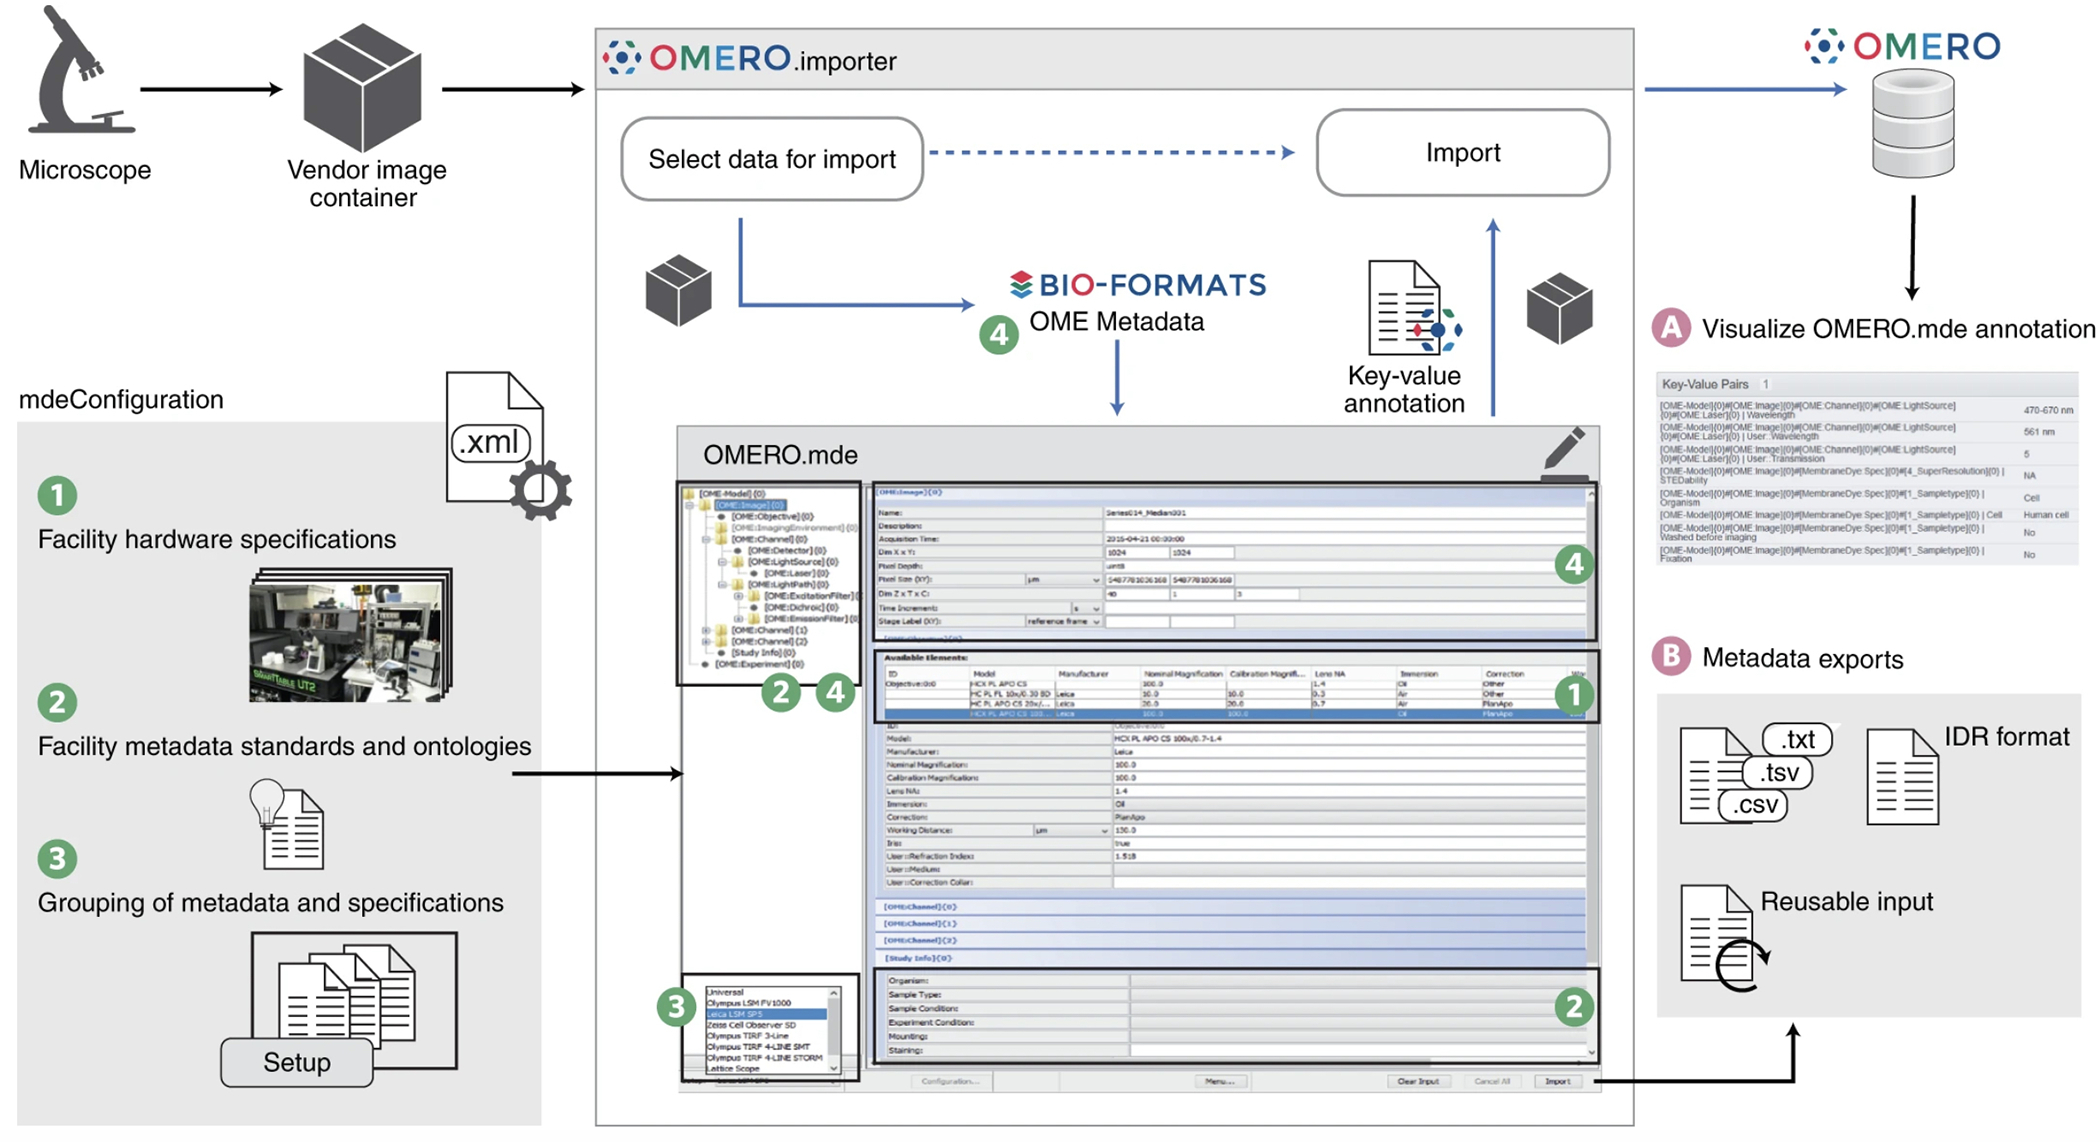 Microscope
Vendor image
container
OMERO.importer
Select data for import
Import
BIO-FORMATS
4
OME Metadata
Key-value
annotation
OMERO
A Visualize OMERO.mde annotation
Key-Value Pairs 1
[OME-Model]{0}#[OME:Image]{0}#[OME:Channel]{0}#[OME:LightSource]
{0}#[OME:Laser]{0} | Wavelength 470-670 nm
[OME-Model]{0}#[OME:Image]{0}#[OME:Channel]{0}#[OME:LightSource]
{0}#[OME:Laser]{0} | User::Wavelength 561 nm
[OME-Model]{0}#[OME:Image]{0}#[OME:Channel]{0}#[OME:LightSource]
{0}#[OME:Laser]{0} | User::Transmission 5
[OME-Model]{0}#[OME:Image]{0}#[MembraneDye:Spec]{0}#[4_SuperResolution]{0} |
STEDability NA
[OME-Model]{0}#[OME:Image]{0}#[MembraneDye:Spec]{0}#[1_Sampletype]{0} |
Organism Cell
[OME-Model]{0}#[OME:Image]{0}#[MembraneDye:Spec]{0}#[1_Sampletype]{0} | Cell Human cell
[OME-Model]{0}#[OME:Image]{0}#[MembraneDye:Spec]{0}#[1_Sampletype]{0} |
Washed before imaging No
[OME-Model]{0}#[OME:Image]{0}#[MembraneDye:Spec]{0}#[1_Sampletype]{0} |
Fixation No
B Metadata exports
.txt
.tsv
.csv
IDR format
Reusable input
mdeConfiguration
.xml
1
Facility hardware specifications
SMARTTABLE UT2
2
Facility metadata standards and ontologies
3
Grouping of metadata and specifications
Setup
OMERO.mde
[OME-Model]{0}
[OME:Image]{0}
[OME:Objective]{0}
[OME:ImagingEnvironment]{0}
[OME:Channel]{0}
[OME:Detector]{0}
[OME:LightSource]{0}
[OME:Laser]{0}
[OME:LightPath]{0}
[OME:ExcitationFilter]{
[OME:Dichroic]{0}
[OME:EmissionFilter]{0
[OME:Channel]{1}
[OME:Channel]{2}
[Study Info]{0}
[OME:Experiment]{0}
2 4
[OME:Image]{0}
Name: Series014_Median001
Description:
Acquisition Time: 2015-04-21 00:00:00
Dim X x Y: 1024 1024
Pixel Depth: uint8
Pixel Size (XY): µm 5487781036168 5487781036168
Dim Z x T x C: 40 1 3
Time Increment: s
Stage Label (XY): reference frame
4
Available Elements:
ID Model Manufacturer Nominal Magnification Calibration Magnifi... Lens NA Immersion Correction
Objective:0:0 HCX PL APO CS 100.0 1.4 Oil Other
HC PL FL 10x/0.30 BD Leica 10.0 10.0 0.3 Air Other
HC PL APO CS 20x/... Leica 20.0 20.0 0.7 Air PlanApo
HCX PL APO CS 100... Leica 100.0 100.0 Oil PlanApo
1
ID: Objective:0:0
Model: HCX PL APO CS 100x/0.7-1.4
Manufacturer: Leica
Nominal Magnification: 100.0
Calibration Magnification: 100.0
Lens NA: 1.4
Immersion: Oil
Correction: PlanApo
Working Distance: µm 130.0
Iris: true
User::Refraction Index: 1.518
User::Medium:
User::Correction Collar:
[OME:Channel]{0}
[OME:Channel]{1}
[OME:Channel]{2}
[Study Info]{0}
Organism:
Sample Type:
Sample Condition:
Experiment Condition:
Mounting:
Staining:
2
3
Universal
Olympus LSM FV1000
Leica LSM SP5
Zeiss Cell Observer SD
Olympus TIRF 3-Line
Olympus TIRF 4-LINE SMT
Olympus TIRF 4-LINE STORM
Lattice Scope
Configuration... Menu... Clear Input Cancel All Import